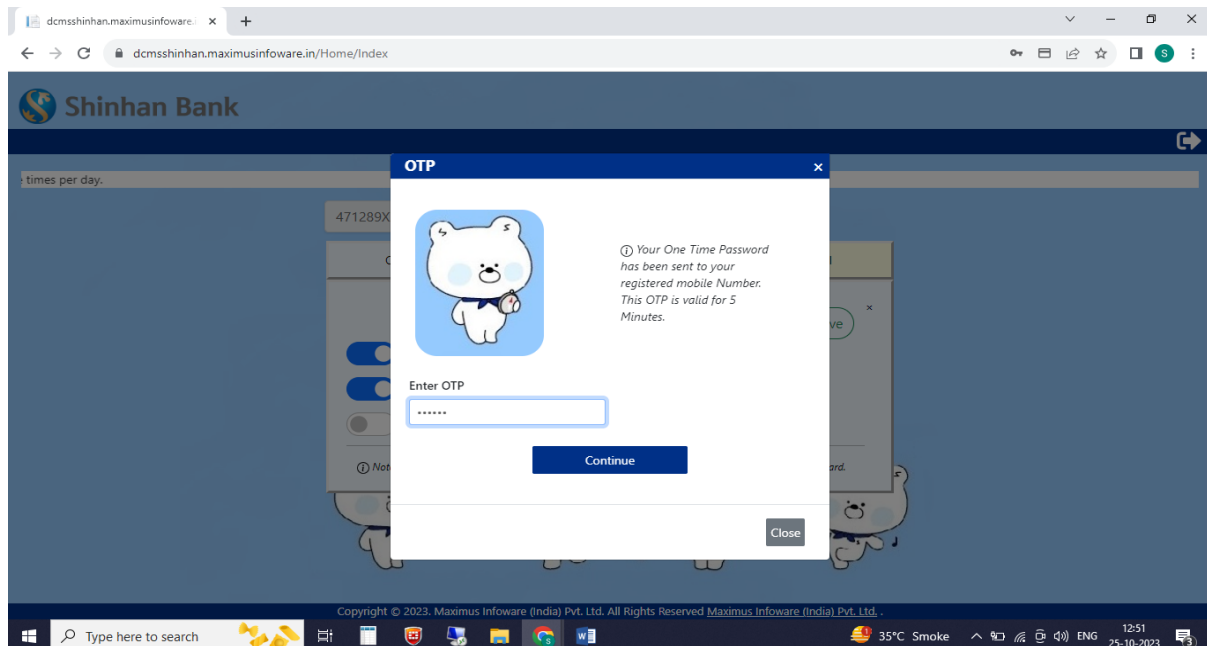 dcmsshinhan.maximusinfoware.i
dcmsshinhan.maximusinfoware.in/Home/Index
S
Shinhan Bank
times per day.
OTP
471289X
Your One Time Password
has been sent to your
registered mobile Number.
This OTP is valid for 5
Minutes.
ve
Enter OTP
Continue
Not
ard.
Close
Copyright © 2023. Maximus Infoware (India) Pvt. Ltd. All Rights Reserved Maximus Infoware (India) Pvt. Ltd. .
Type here to search
35°C Smoke
ENG
12:51
25-10-2023
3